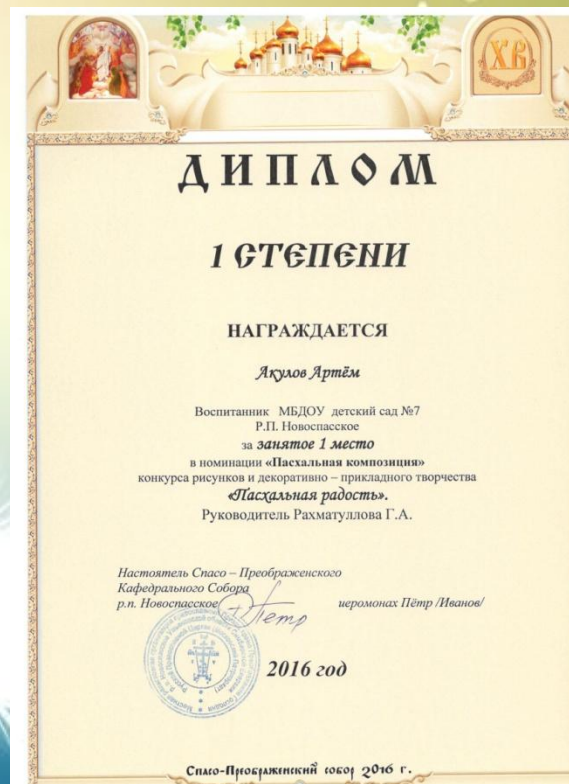 ХВ
ДИПЛОМ
1 СТЕПЕНИ
НАГРАЖДАЕТСЯ
Акулов Артём
Воспитанник МБДОУ детский сад №7
Р.П. Новоспасское
за занятое 1 место
в номинации «Пасхальная композиция»
конкурса рисунков и декоративно – прикладного творчества
«Пасхальная радость».
Руководитель Рахматуллова Г.А.
Настоятель Спасо – Преображенского
Кафедрального Собора
р.п. Новоспасское Петр иеромонах Пётр /Иванов/
2016 год
Спасо-Преображенский собор 2016 г.